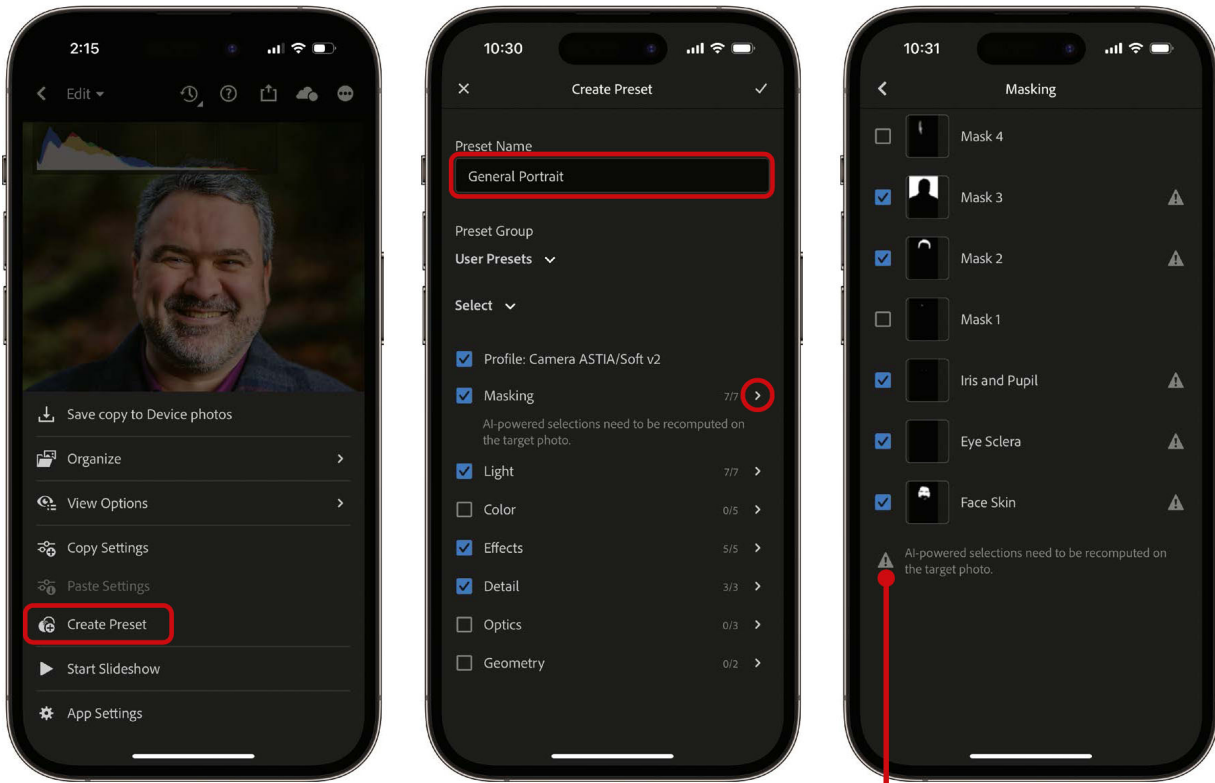 2:15
Edit
Save copy to Device photos
Organize
View Options
Copy Settings
Paste Settings
Create Preset
Start Slideshow
App Settings
10:30
Create Preset
Preset Name
General Portrait
Preset Group
User Presets
Select
Profile: Camera ASTIA/Soft v2
Masking 7/7
AI-powered selections need to be recomputed on
the target photo.
Light 7/7
Color 0/5
Effects 5/5
Detail 3/3
Optics 0/3
Geometry 0/2
10:31
Masking
Mask 4
Mask 3
Mask 2
Mask 1
Iris and Pupil
Eye Sclera
Face Skin
AI-powered selections need to be recomputed on
the target photo.